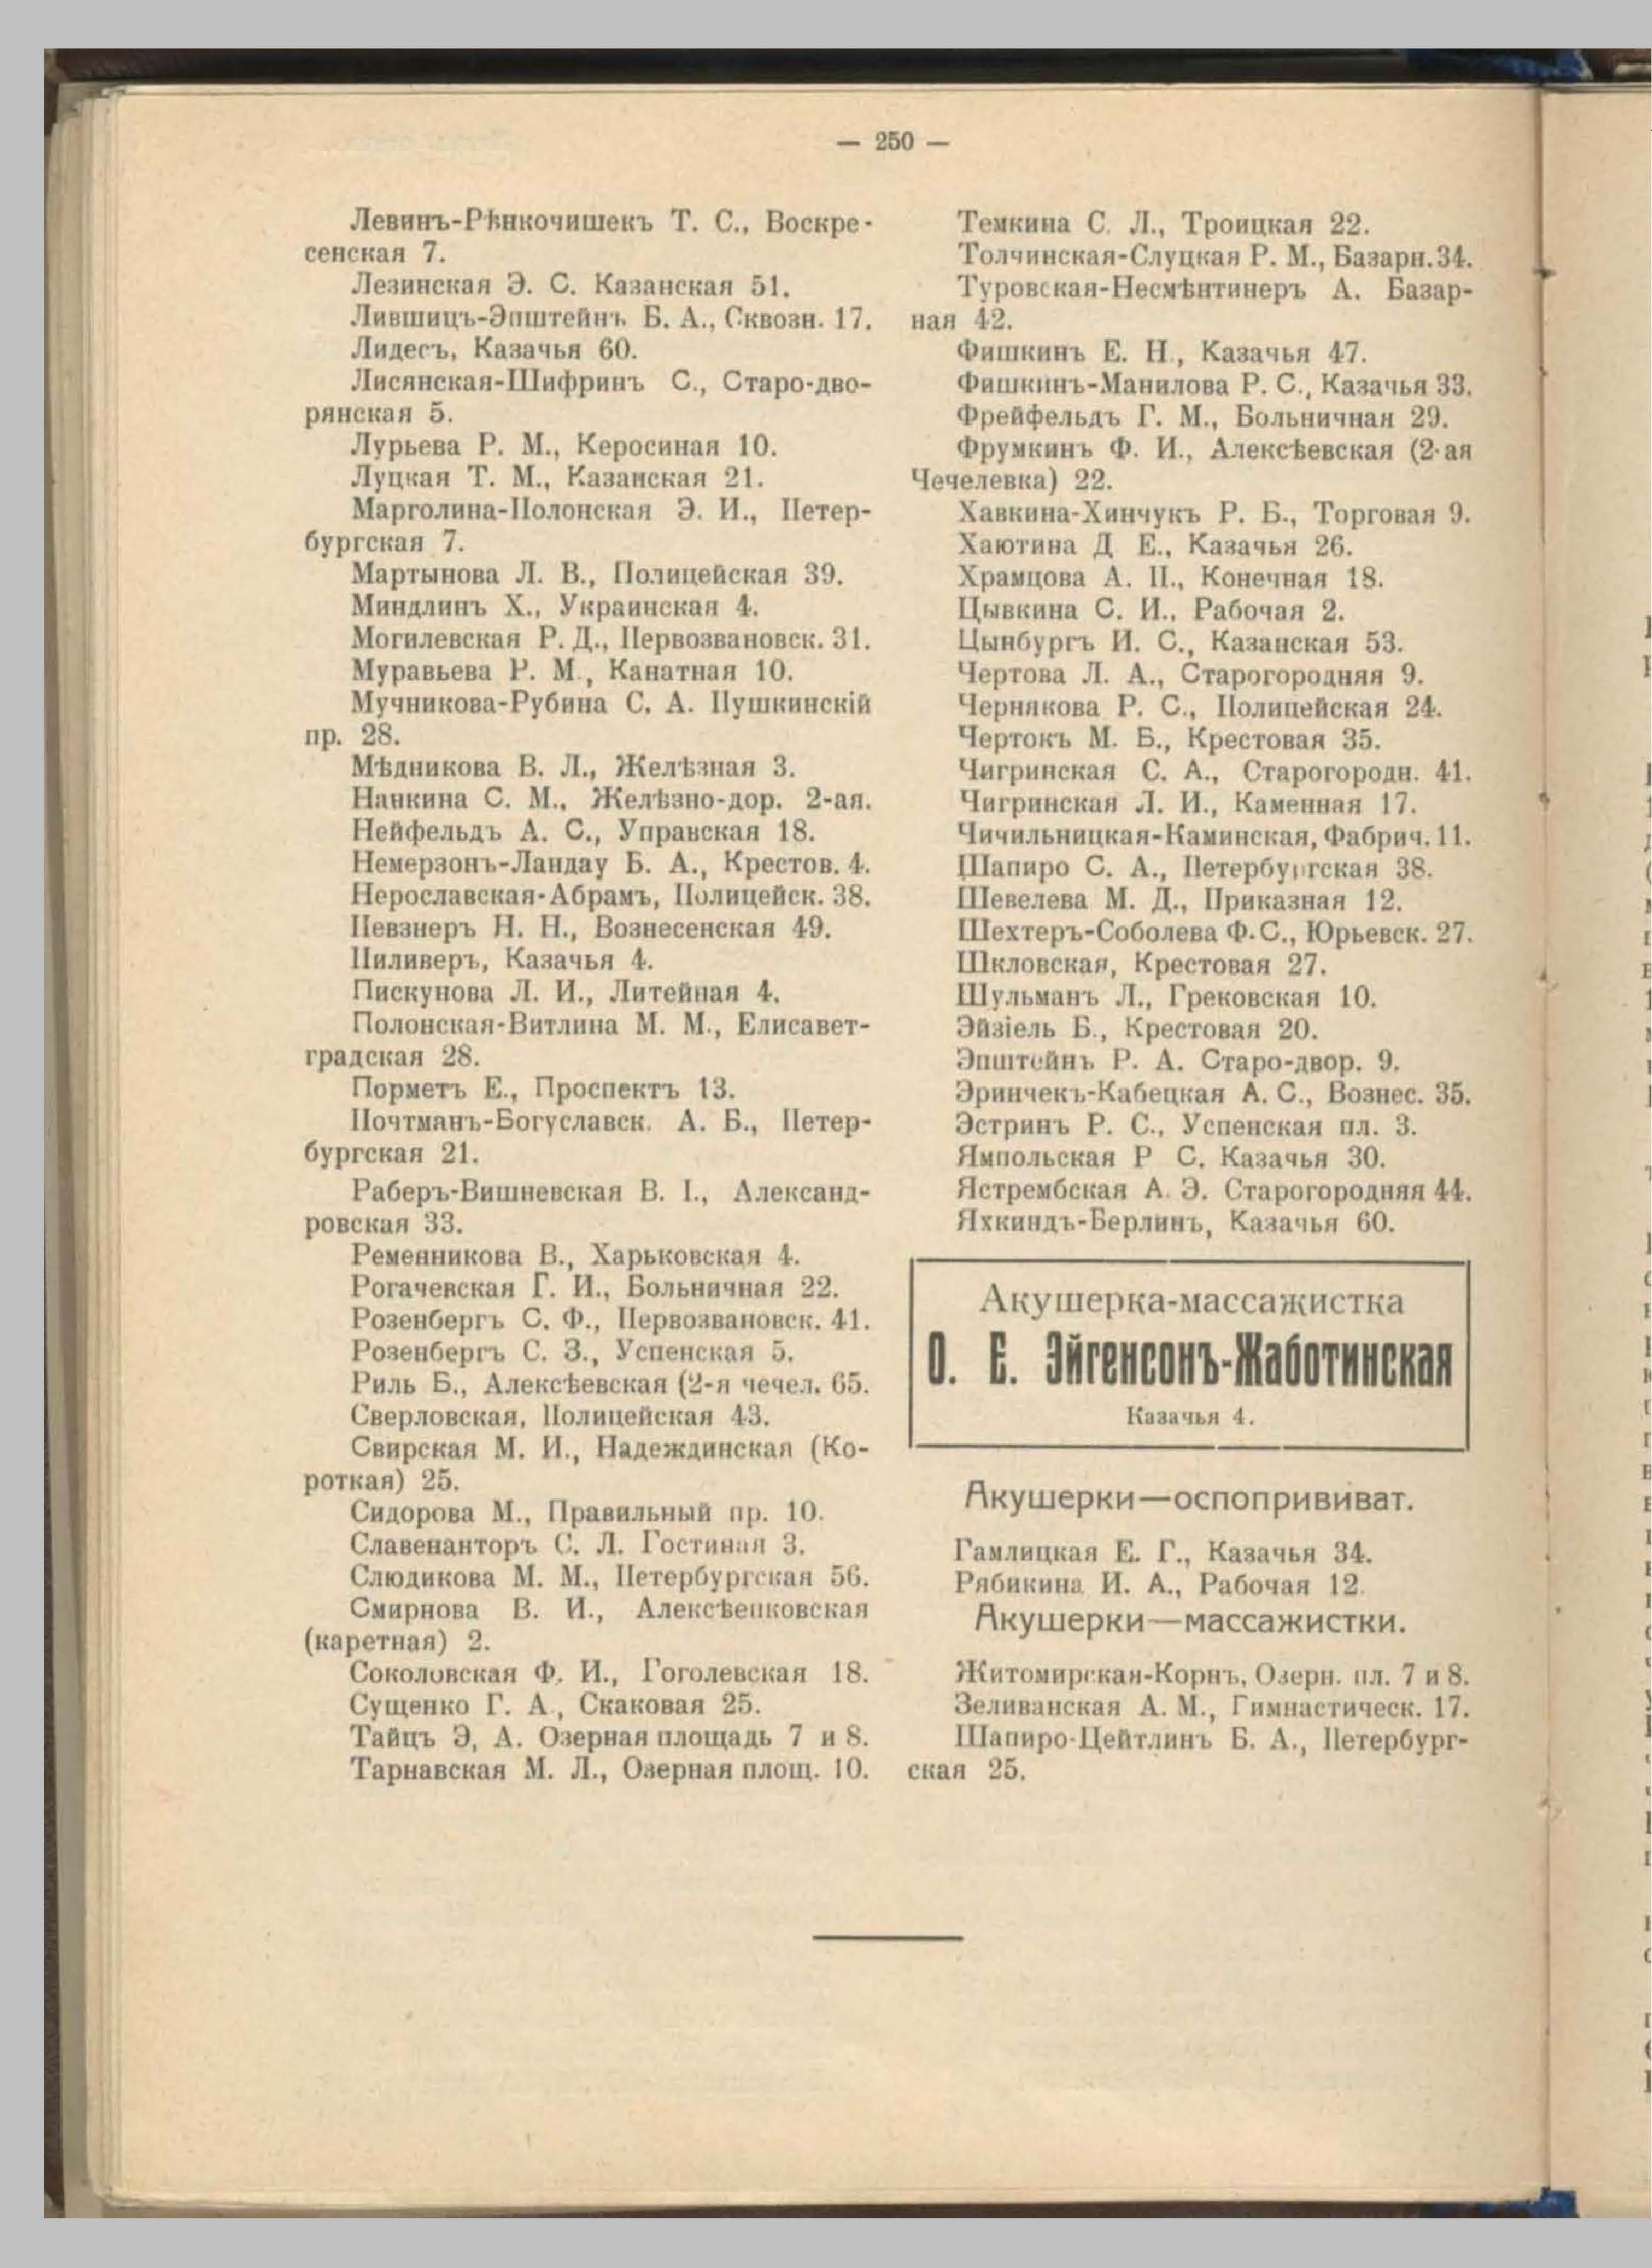 — 250 —
Левинъ-Рѣнкочишекъ Т. С., Воскре-
сенская 7.
Лезинская Э. С. Казанская 51.
Лившицъ-Эпштейнъ Б. А., Сквозн. 17.
Лидесъ, Казачья 60.
Лисянская-Шифринъ С., Старо-дво-
рянская 5.
Лурьева Р. М., Керосиная 10.
Луцкая Т. М., Казанская 21.
Марголина-Полонская Э. И., Петер-
бургская 7.
Мартынова Л. В., Полицейская 39.
Миндлинъ Х., Украинская 4.
Могилевская Р. Д., Первозвановск. 31.
Муравьева Р. М., Канатная 10.
Мучникова-Рубина С. А. Пушкинскій
пр. 28.
Мѣдникова В. Л., Желѣзная 3.
Нанкина С. М., Желѣзно-дор. 2-ая.
Нейфельдъ А. С., Управская 18.
Немерзонъ-Ландау Б. А., Крестов. 4.
Нерославская-Абрамъ, Полицейск. 38.
Певзнеръ Н. Н., Вознесенская 49.
Пиливеръ, Казачья 4.
Пискунова Л. И., Литейная 4.
Полонская-Витлина М. М., Елисавет-
градская 28.
Порметъ Е., Проспектъ 13.
Почтманъ-Богуславск. А. Б., Петер-
бургская 21.
Раберъ-Вишневская В. І., Александ-
ровская 33.
Ременникова В., Харьковская 4.
Рогачевская Г. И., Больничная 22.
Розенбергъ С. Ф., Первозвановск. 41.
Розенбергъ С. З., Успенская 5.
Риль Б., Алексѣевская (2-я чечел. 65.
Сверловская, Полицейская 43.
Свирская М. И., Надеждинская (Ко-
роткая) 25.
Сидорова М., Правильный пр. 10.
Славенанторъ С. Л. Гостиная 3.
Слюдикова М. М., Петербургская 56.
Смирнова В. И., Алексѣенковская
(каретная) 2.
Соколовская Ф. И., Гоголевская 18.
Сущенко Г. А., Скаковая 25.
Тайцъ Э, А. Озерная площадь 7 и 8.
Тарнавская М. Л., Озерная площ. 10.
Темкина С. Л., Троицкая 22.
Толчинская-Слуцкая Р. М., Базарн. 34.
Туровская-Несмѣнтинеръ А. Базар-
ная 42.
Фишкинъ Е. Н., Казачья 47.
Фишкинъ-Манилова Р. С., Казачья 33.
Фрейфельдъ Г. М., Больничная 29.
Фрумкинъ Ф. И., Алексѣевская (2-ая
Чечелевка) 22.
Хавкина-Хинчукъ Р. Б., Торговая 9.
Хаютина Д Е., Казачья 26.
Храмцова А. П., Конечная 18.
Цывкина С. И., Рабочая 2.
Цынбургъ И. С., Казанская 53.
Чертова Л. А., Старогородняя 9.
Чернякова Р. С., Полицейская 24.
Чертокъ М. Б., Крестовая 35.
Чигринская С. А., Старогородн. 41.
Чигринская Л. И., Каменная 17.
Чичильницкая-Каминская, Фабрич. 11.
Шапиро С. А., Петербургская 38.
Шевелева М. Д., Приказная 12.
Шехтеръ-Соболева Ф. С., Юрьевск. 27.
Шкловская, Крестовая 27.
Шульманъ Л., Грековская 10.
Эйзіель Б., Крестовая 20.
Эпштейнъ Р. А. Старо-двор. 9.
Эринчекъ-Кабецкая А. С., Вознес. 35.
Эстринъ Р. С., Успенская пл. 3.
Ямпольская Р С. Казачья 30.
Ястрембская А. Э. Старогородняя 44.
Яхкиндъ-Берлинъ, Казачья 60.
Акушерка-массажистка
О. Е. Эйгенсонъ-Жаботинская
Казачья 4.
Акушерки—оспопрививат.
Гамлицкая Е. Г., Казачья 34.
Рябикина И. А., Рабочая 12.
Акушерки—массажистки.
Житомирская-Корнъ, Озерн. пл. 7 и 8.
Зеливанская А. М., Гимнастическ. 17.
Шапиро-Цейтлинъ Б. А., Петербург-
ская 25.